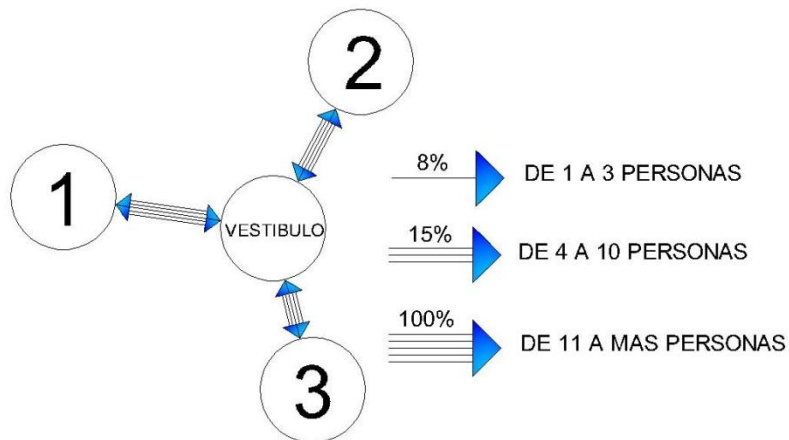 2
1
VESTIBULO
3
8%
DE 1 A 3 PERSONAS
15%
DE 4 A 10 PERSONAS
100%
DE 11 A MAS PERSONAS